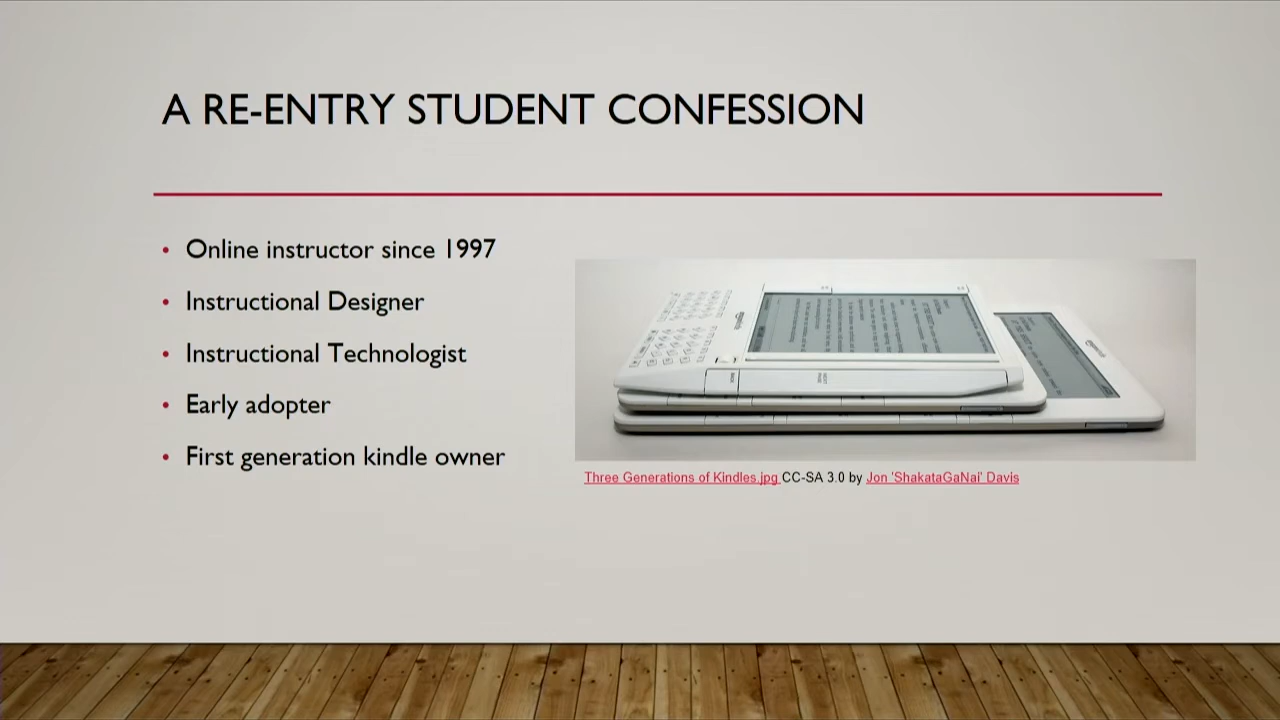 A RE-ENTRY STUDENT CONFESSION
• Online instructor since 1997
• Instructional Designer
• Instructional Technologist
• Early adopter
• First generation kindle owner
Three Generations of Kindles.jpg CC-SA 3.0 by Jon 'ShakataGaNai' Davis